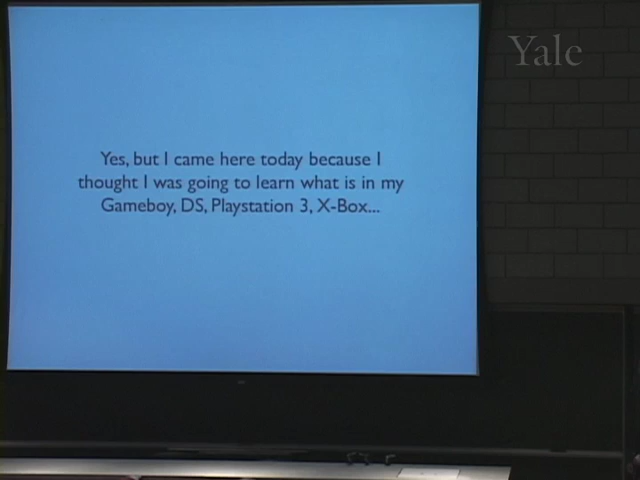 Yale
Yes, but I came here today because I
thought I was going to learn what is in my
Gameboy, DS, Playstation 3, X-Box...